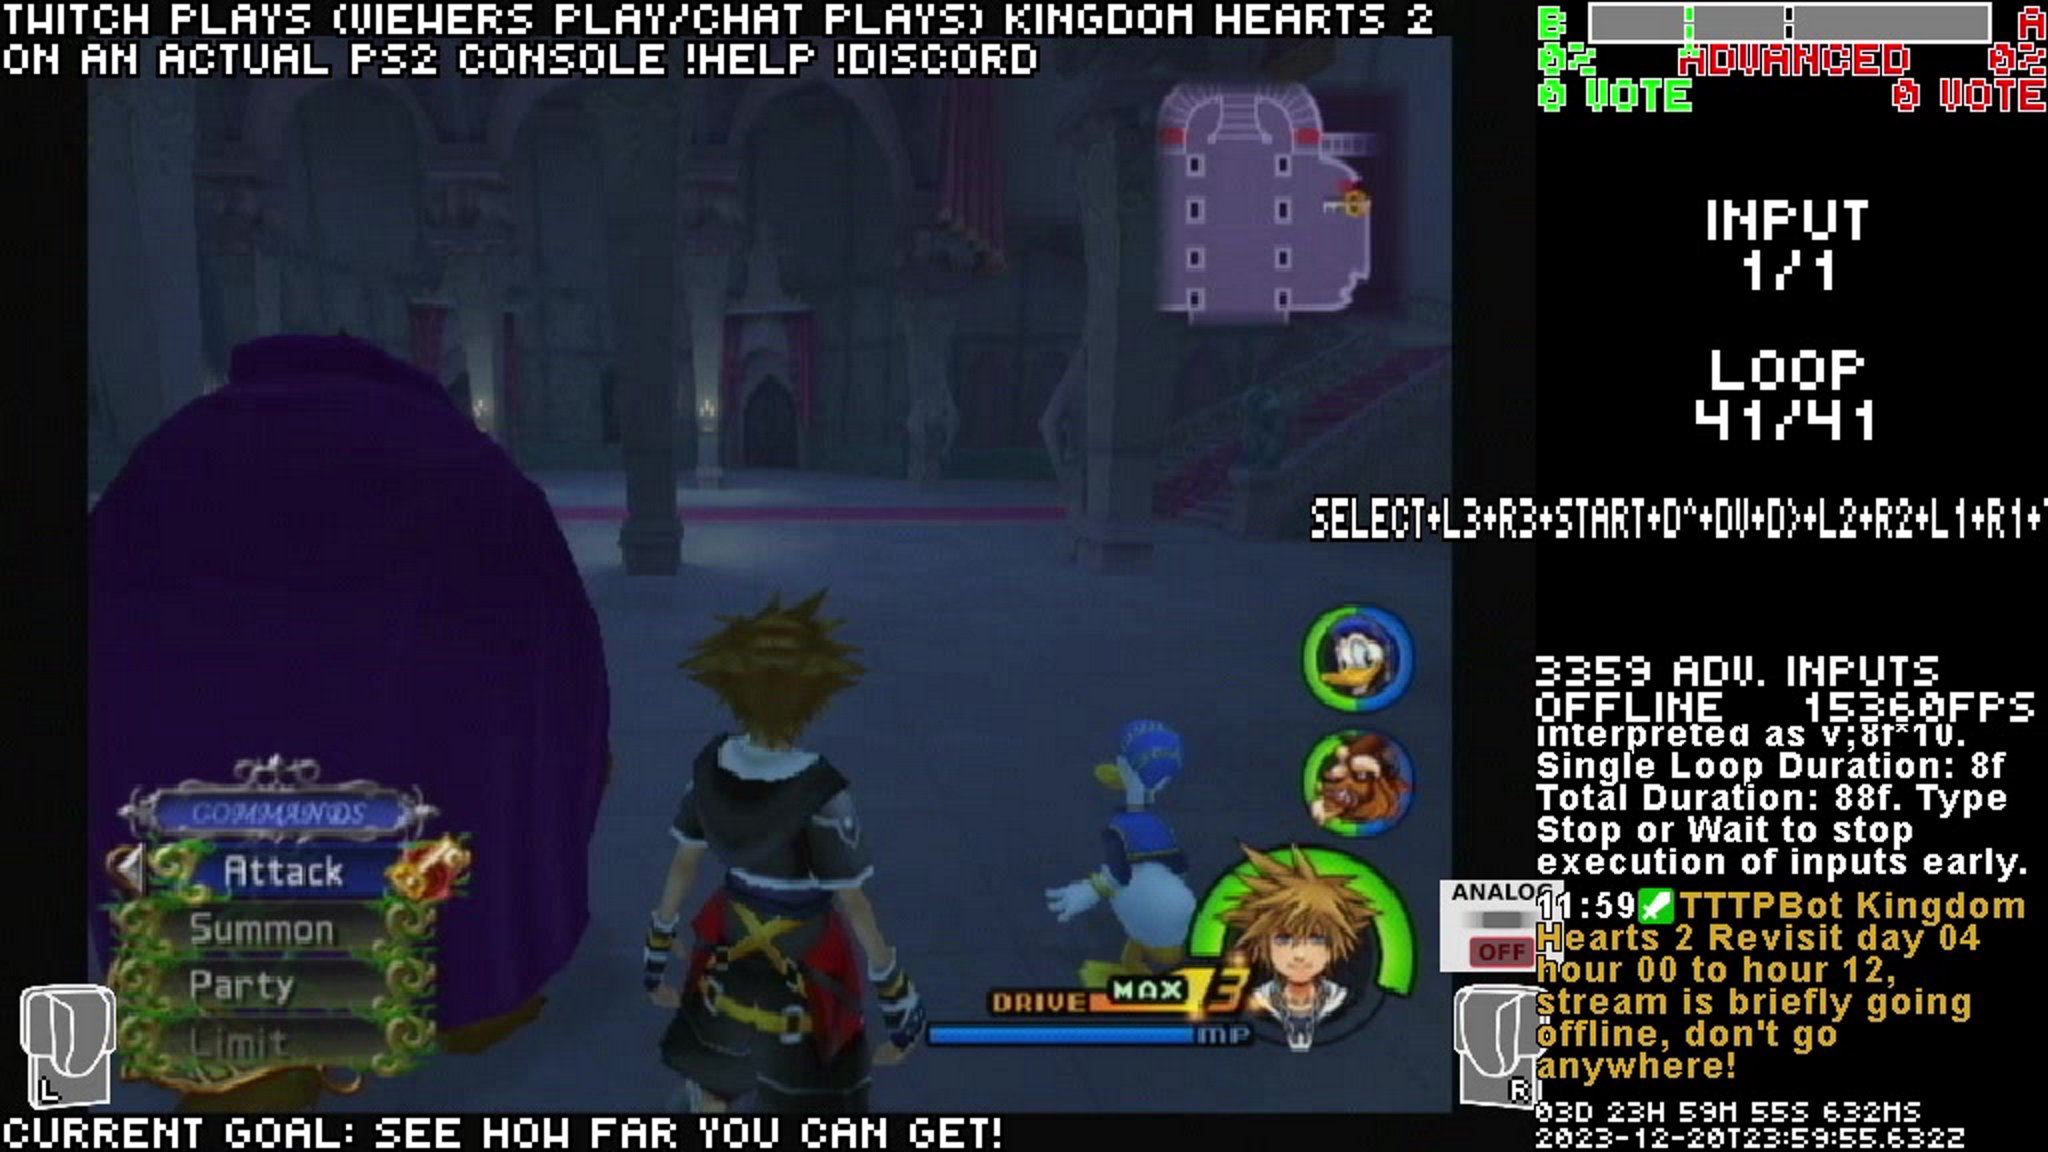 TWITCH PLAYS (VIEWERS PLAY/CHAT PLAYS) KINGDOM HEARTS 2
ON AN ACTUAL PS2 CONSOLE !HELP !DISCORD
B A
0% ADVANCED 0%
0 VOTE 0 VOTE
INPUT
1/1
LOOP
41/41
SELECT+L3+R3+START+D^+DV+D>+L2+R2+L1+R1+
3359 ADV. INPUTS
OFFLINE 15360FPS
interpreted as v;8f*10.
Single Loop Duration: 8f
Total Duration: 88f. Type
Stop or Wait to stop
execution of inputs early.
11:59 TTTPBot Kingdom
Hearts 2 Revisit day 04
hour 00 to hour 12,
stream is briefly going
offline, don't go
anywhere!
03D 23H 59M 55S 632MS
2023-12-20T23:59:55.632Z
COMMANDS
Attack
Summon
Party
Limit
DRIVE MAX 3
MP
ANALOG
OFF
L
R
CURRENT GOAL: SEE HOW FAR YOU CAN GET!